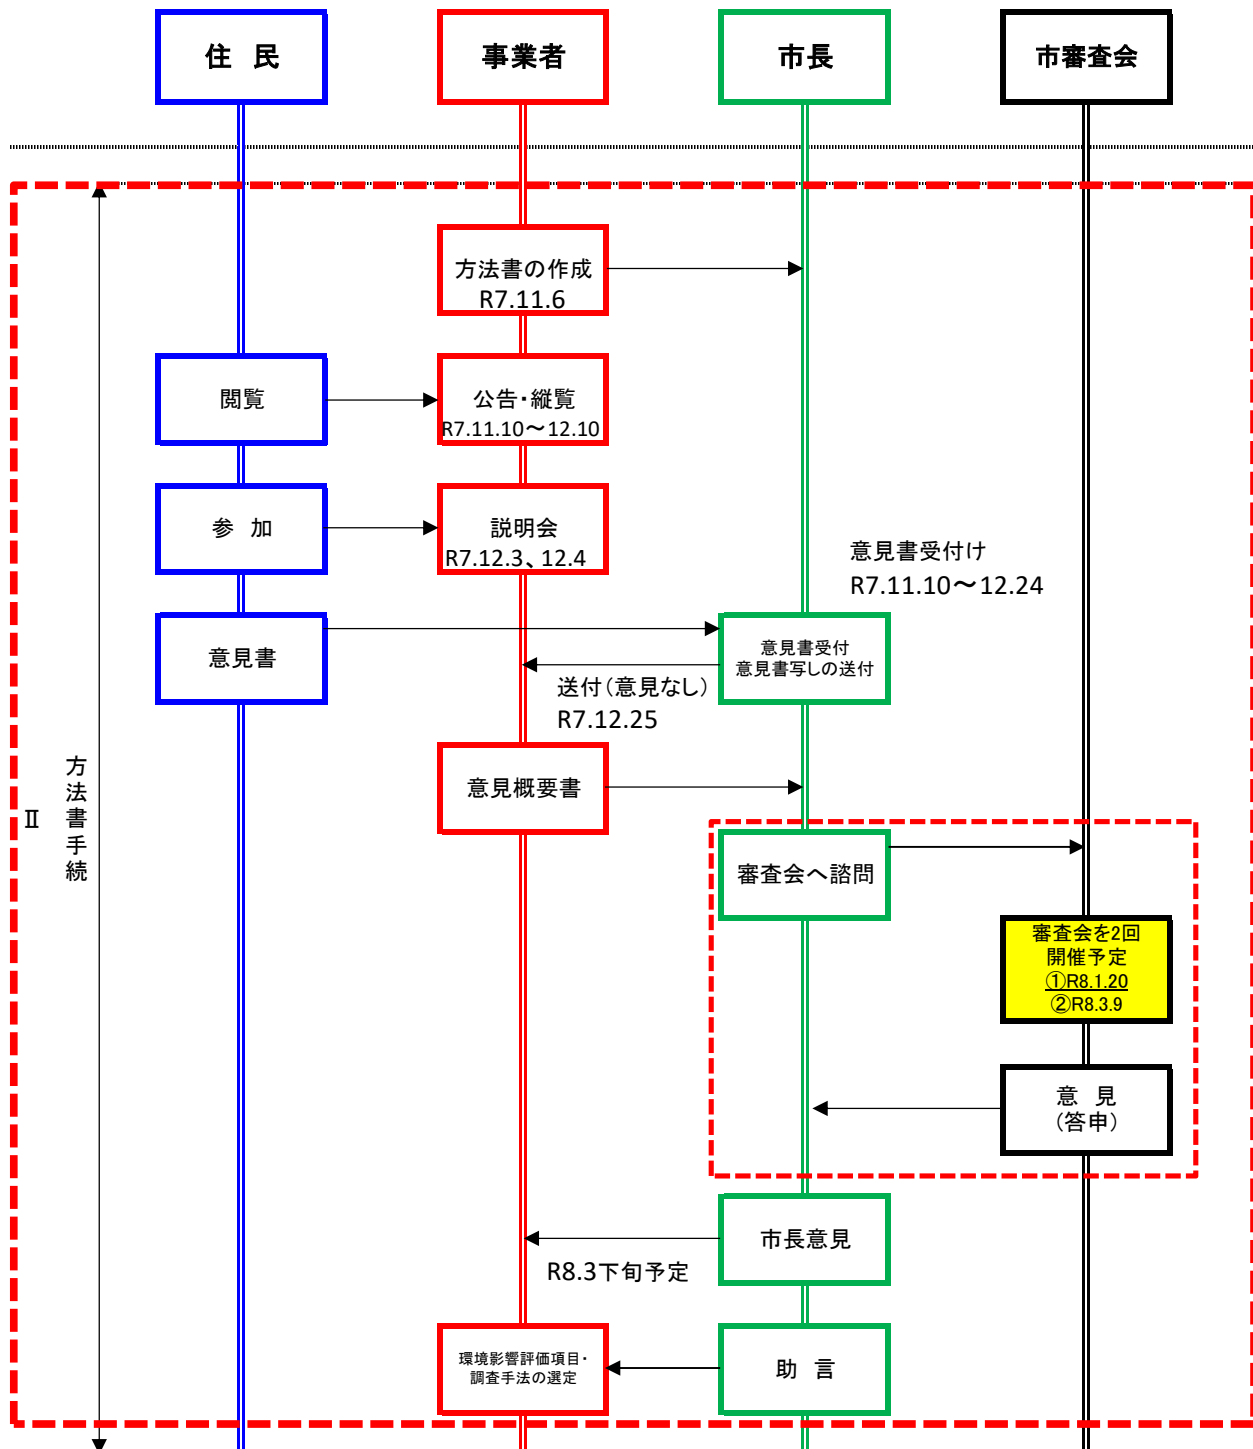 住　民
事業者
市長
市審査会
方法書の作成
R7.11.6
閲覧
公告・縦覧
R7.11.10～12.10
参　加
説明会
R7.12.3、12.4
意見書受付け
R7.11.10～12.24
意見書
意見書受付
意見書写しの送付
送付（意見なし）
R7.12.25
意見概要書
Ⅱ
方法書手続
審査会へ諮問
審査会を2回
開催予定
①R8.1.20
②R8.3.9
意　見
（答申）
市長意見
R8.3下旬予定
環境影響評価項目・
調査手法の選定
助　言